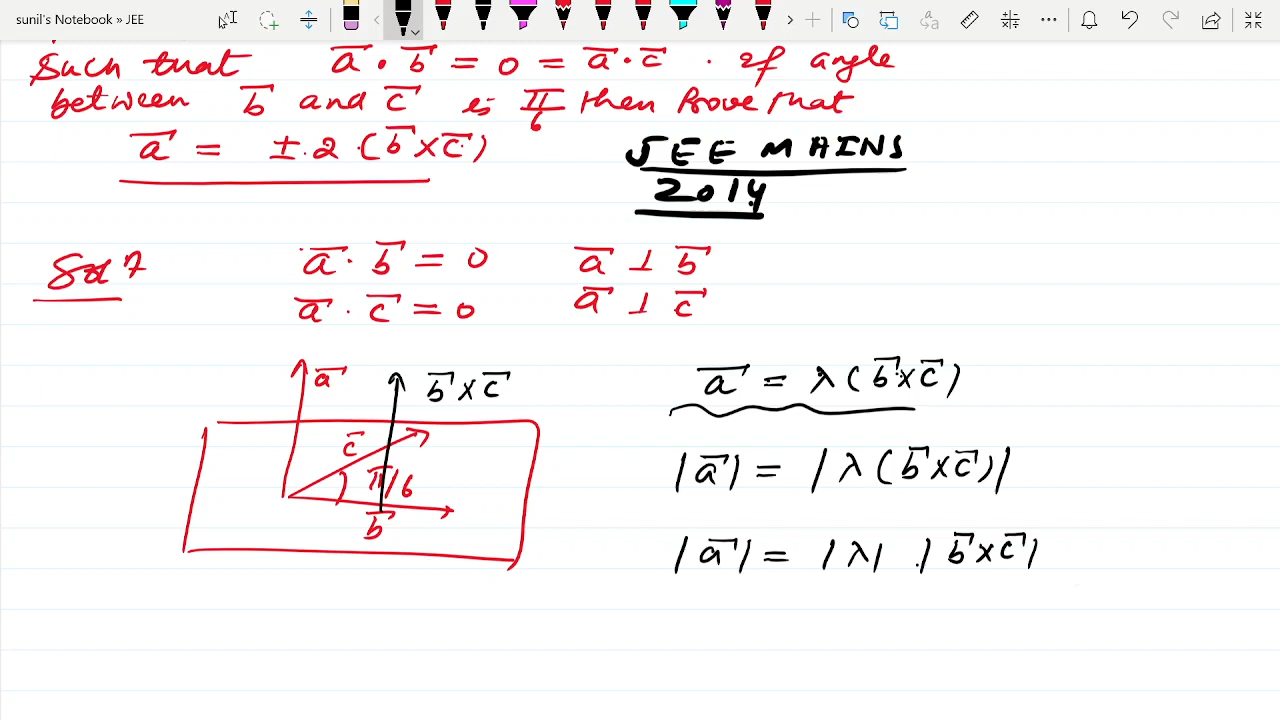 sunil's Notebook » JEE
Such that a⃗ · b⃗ = 0 = a⃗ · c⃗ . If angle
between b⃗ and c⃗ is π/6 then Prove that
a⃗ = ± 2 (b⃗ × c⃗)
JEE MAINS
2014
Sol
a⃗ · b⃗ = 0 a⃗ ⊥ b⃗
a⃗ · c⃗ = 0 a⃗ ⊥ c⃗
a⃗ b⃗ × c⃗
c⃗
π/6
b⃗
a⃗ = λ (b⃗ × c⃗)
|a⃗| = |λ (b⃗ × c⃗)|
|a⃗| = |λ| . |b⃗ × c⃗|